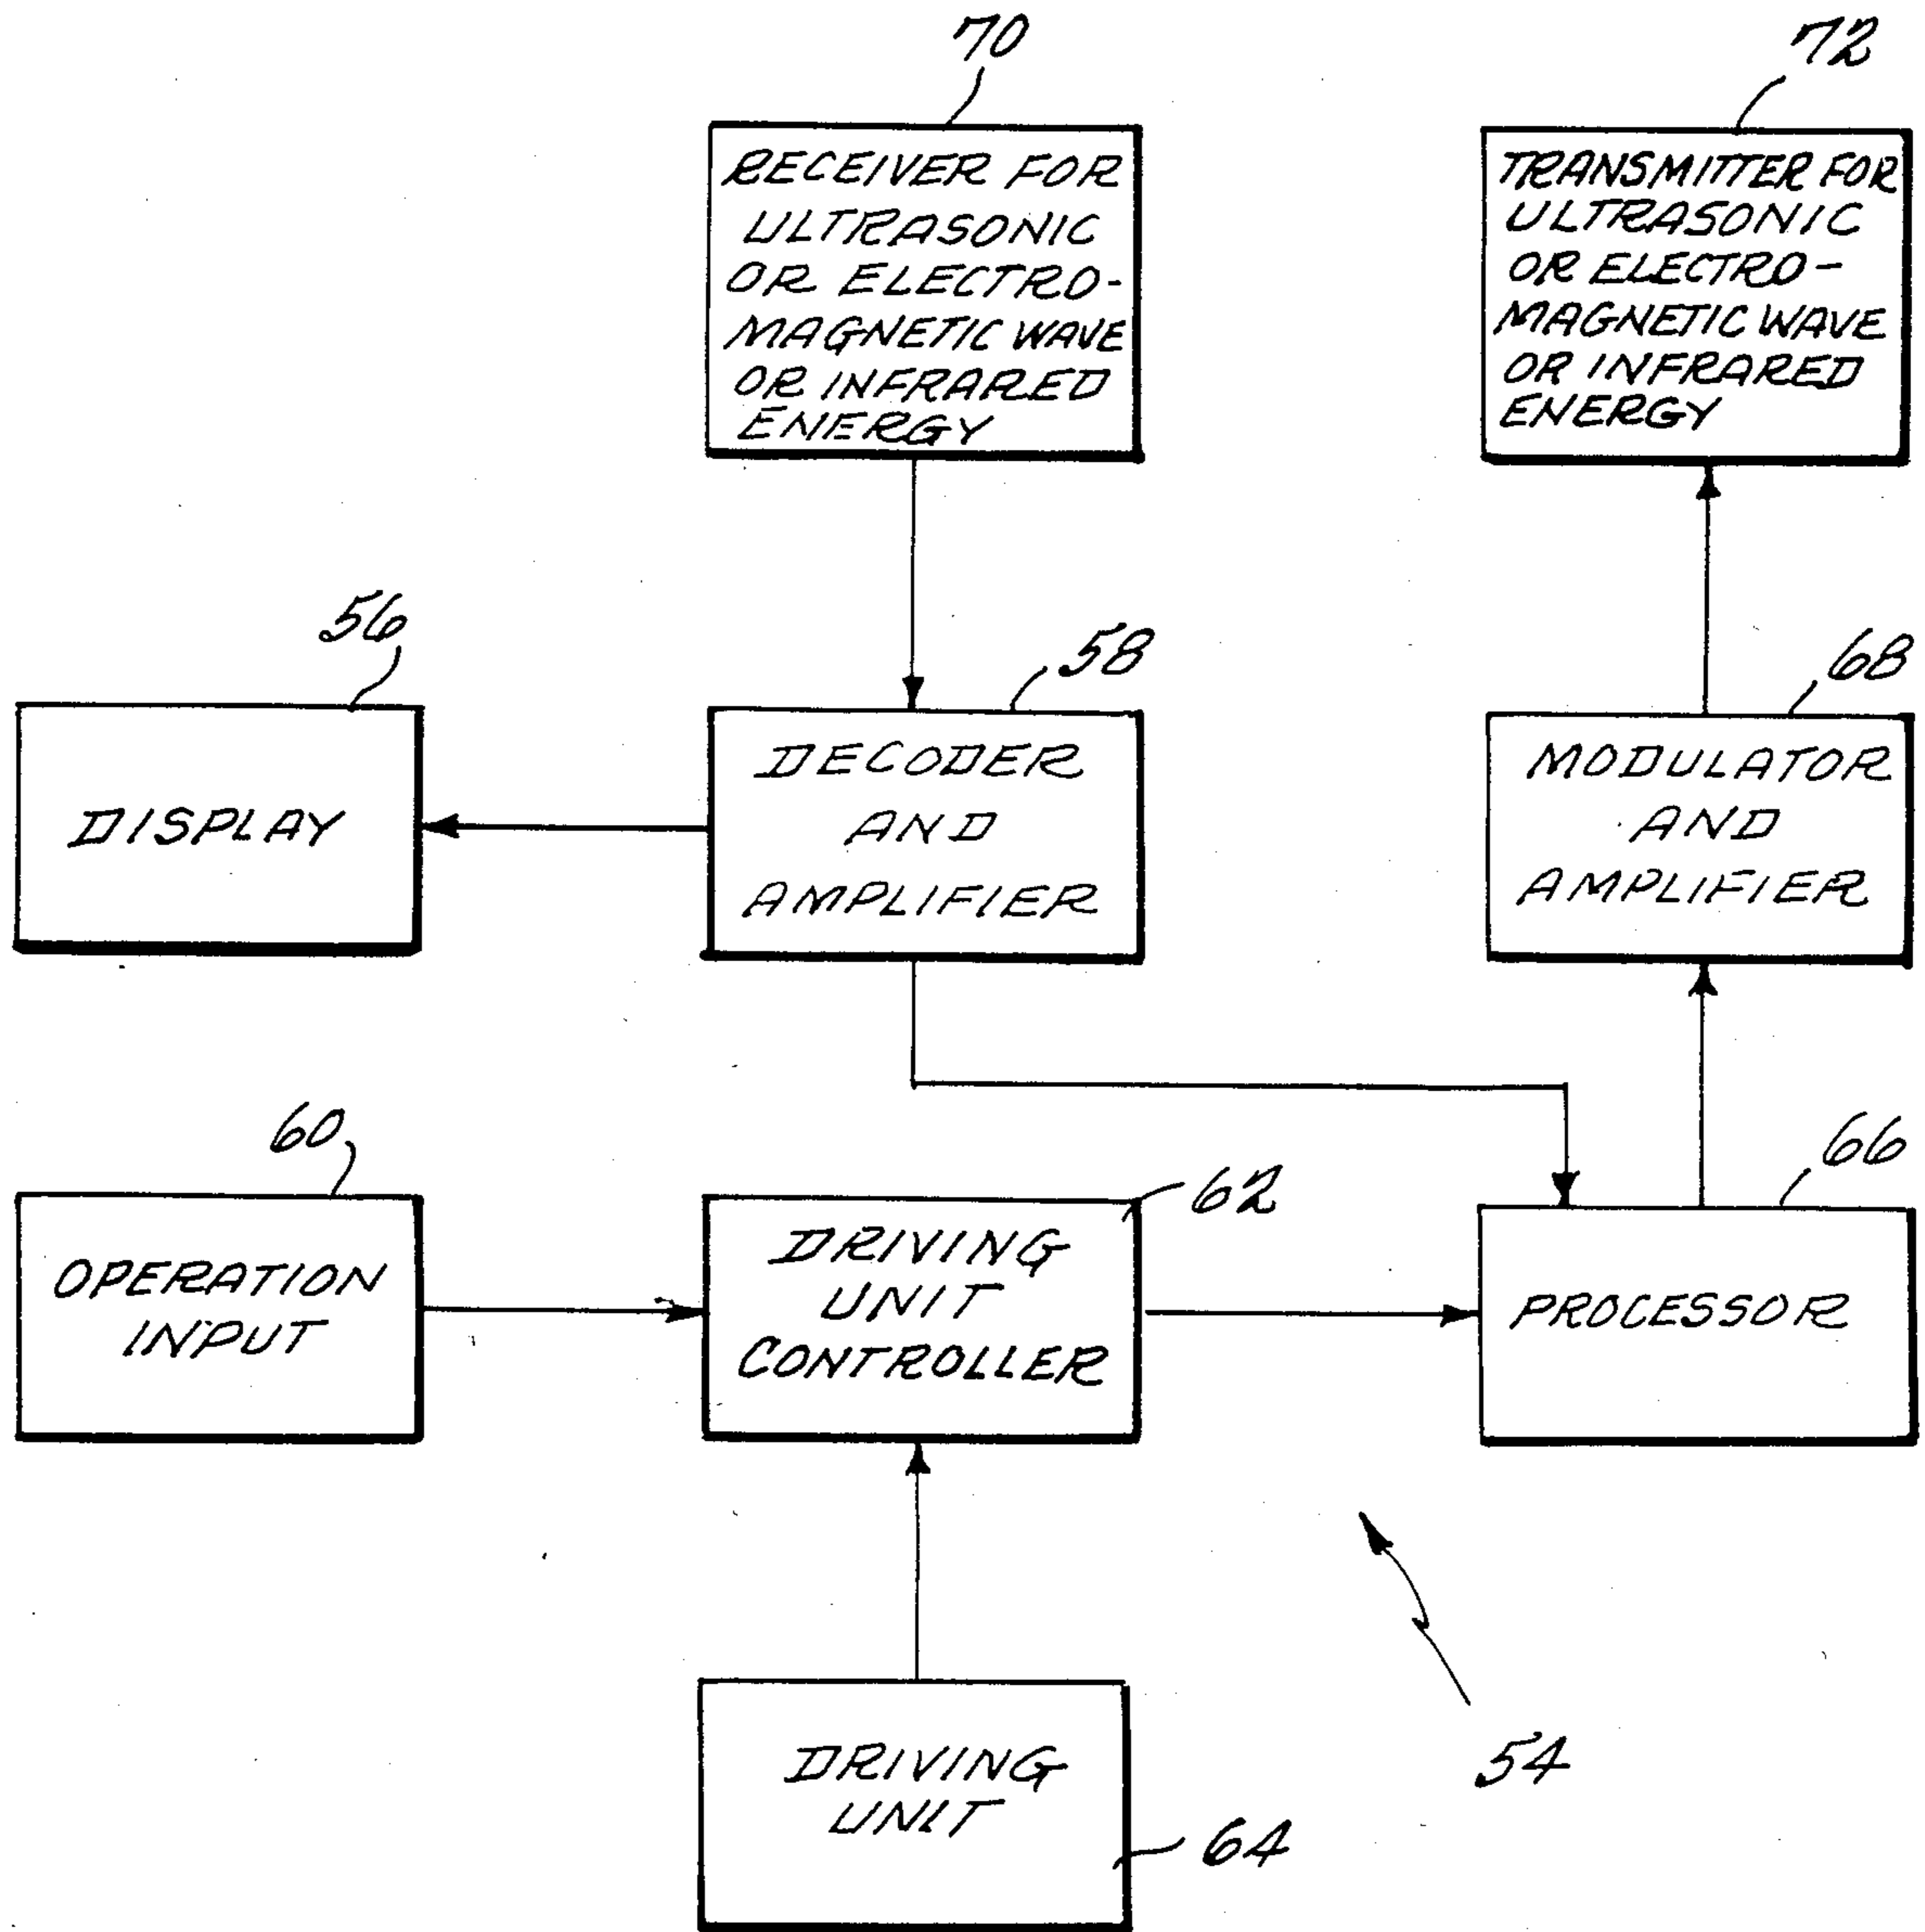 70
RECEIVER FOR
ULTRASONIC
OR ELECTRO-
MAGNETIC WAVE
OR INFRARED
ENERGY
72
TRANSMITTER FOR
ULTRASONIC
OR ELECTRO-
MAGNETIC WAVE
OR INFRARED
ENERGY
56
DISPLAY
58
DECODER
AND
AMPLIFIER
68
MODULATOR
AND
AMPLIFIER
60
OPERATION
INPUT
62
DRIVING
UNIT
CONTROLLER
66
PROCESSOR
DRIVING
UNIT
64
54